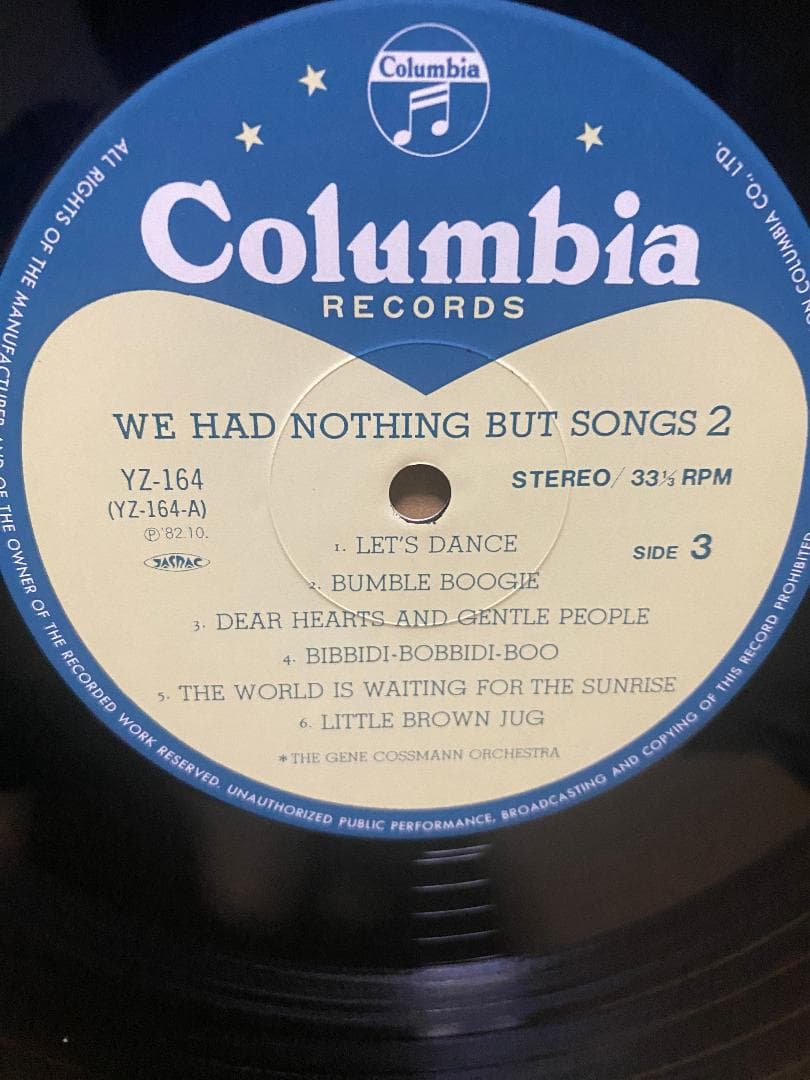 Columbia
Columbia
RECORDS
WE HAD NOTHING BUT SONGS 2
YZ-164
(YZ-164-A)
Ⓟ'82.10.
JASRAC
STEREO/ 33⅓ RPM
SIDE 3
1. LET'S DANCE
2. BUMBLE BOOGIE
3. DEAR HEARTS AND GENTLE PEOPLE
4. BIBBIDI-BOBBIDI-BOO
5. THE WORLD IS WAITING FOR THE SUNRISE
6. LITTLE BROWN JUG
*THE GENE COSSMANN ORCHESTRA
ALL RIGHTS OF THE MANUFACTURER AND OF THE OWNER OF THE RECORDED WORK RESERVED. UNAUTHORIZED PUBLIC PERFORMANCE, BROADCASTING AND COPYING OF THIS RECORD PROHIBITED
COLUMBIA CO., LTD.